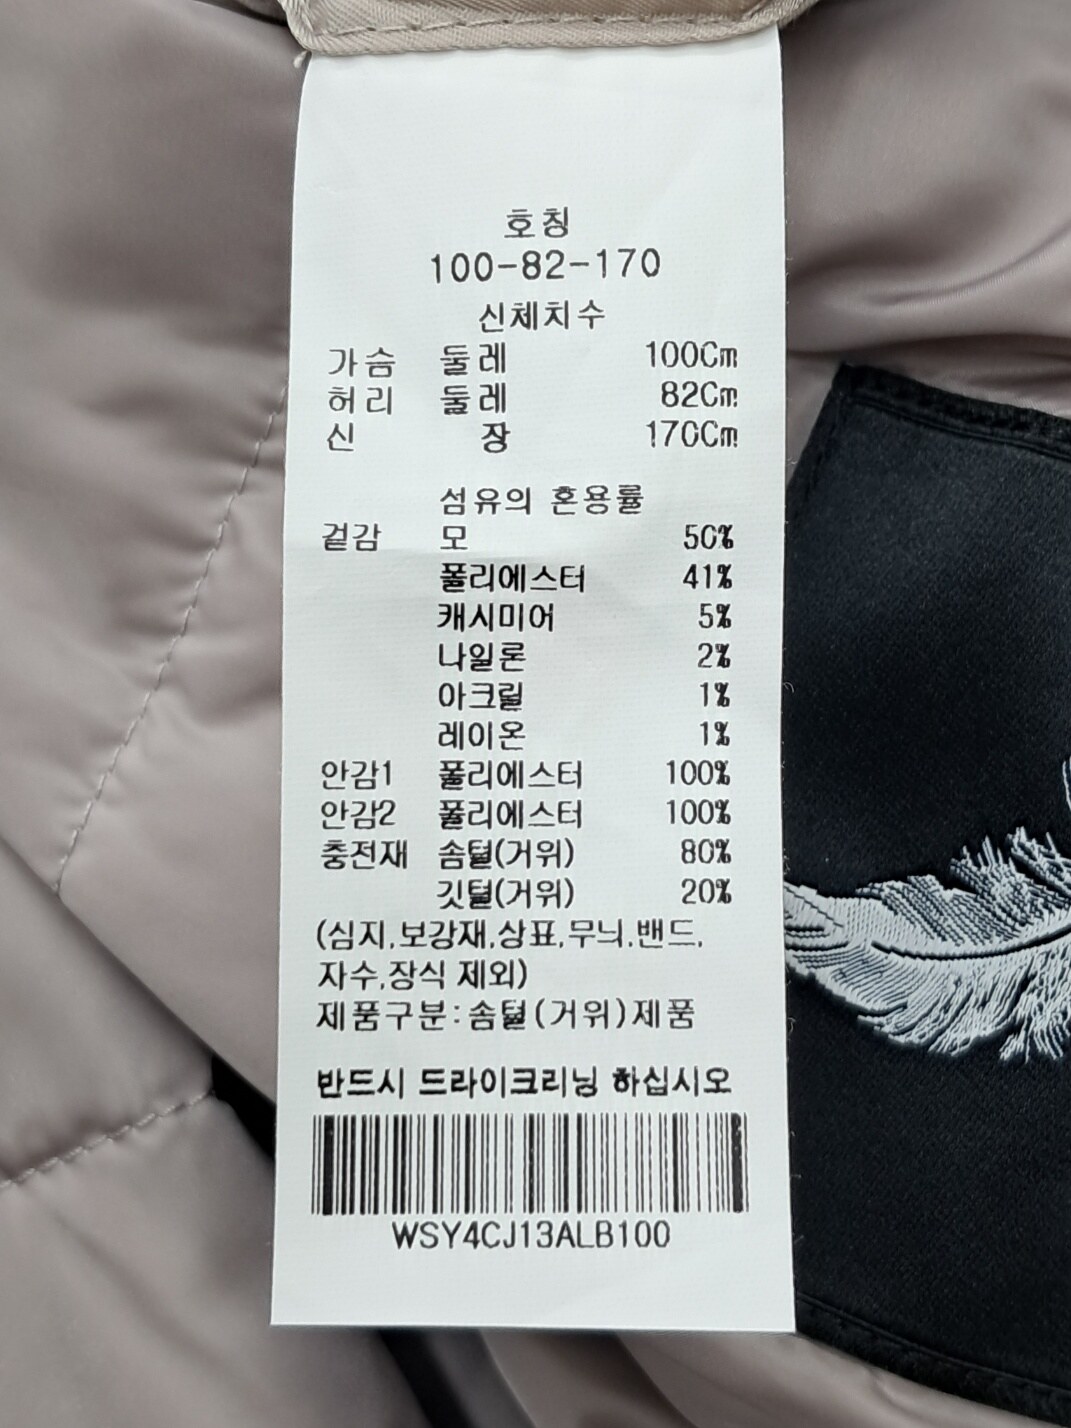 호칭
100-82-170
신체치수
가슴 둘레 100Cm
허리 둘레 82Cm
신 장 170Cm
섬유의 혼용률
겉감 모 50%
폴리에스터 41%
캐시미어 5%
나일론 2%
아크릴 1%
레이온 1%
안감1 폴리에스터 100%
안감2 폴리에스터 100%
충전재 솜털(거위) 80%
깃털(거위) 20%
(심지,보강재,상표,무늬,밴드,
자수,장식 제외)
제품구분:솜털(거위)제품
반드시 드라이크리닝 하십시오
WSY4CJ13ALB100